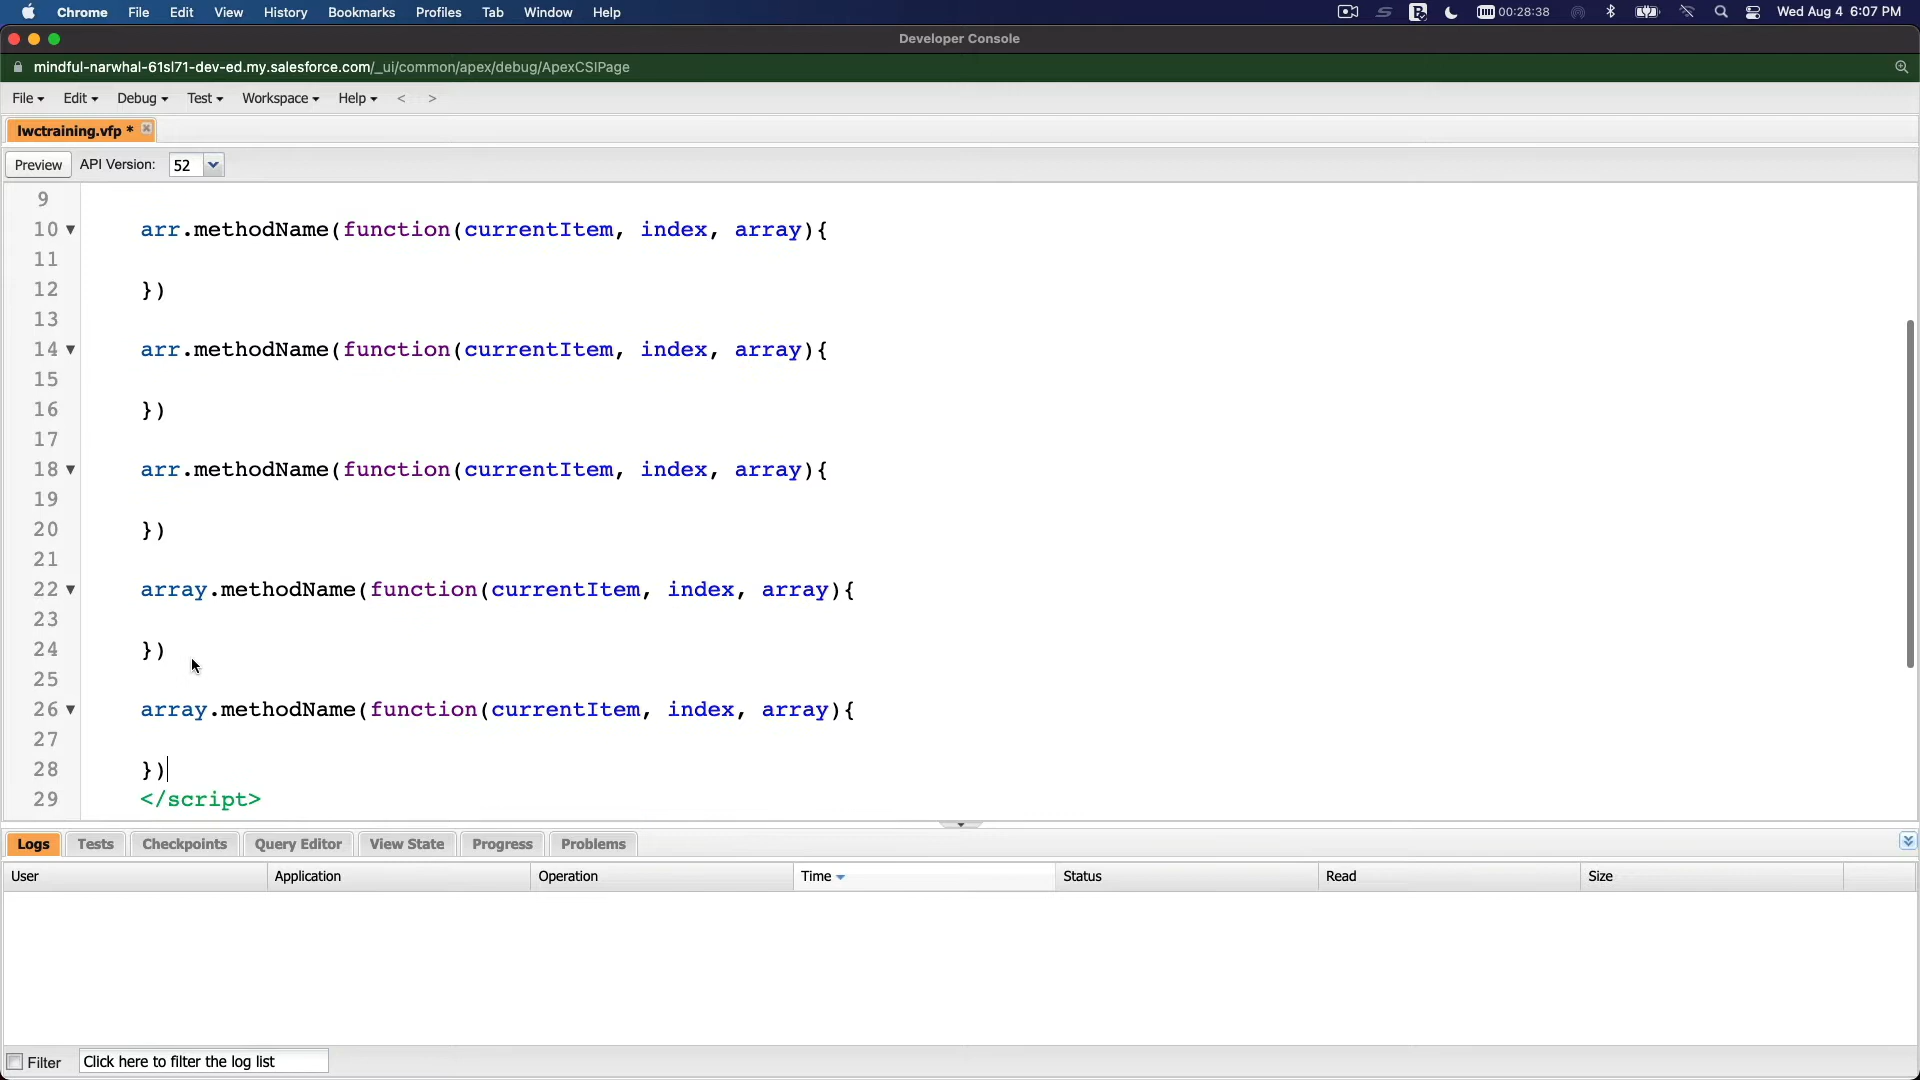 Chrome File Edit View History Bookmarks Profiles Tab Window Help 00:28:38 Wed Aug 4 6:07 PM
Developer Console
mindful-narwhal-61sl71-dev-ed.my.salesforce.com/_ui/common/apex/debug/ApexCSIPage
File Edit Debug Test Workspace Help < >
lwctraining.vfp *
Preview API Version: 52
9
10 arr.methodName(function(currentItem, index, array){
11
12 })
13
14 arr.methodName(function(currentItem, index, array){
15
16 })
17
18 arr.methodName(function(currentItem, index, array){
19
20 })
21
22 array.methodName(function(currentItem, index, array){
23
24 })
25
26 array.methodName(function(currentItem, index, array){
27
28 })
29 </script>
Logs Tests Checkpoints Query Editor View State Progress Problems
User Application Operation Time Status Read Size
Filter Click here to filter the log list